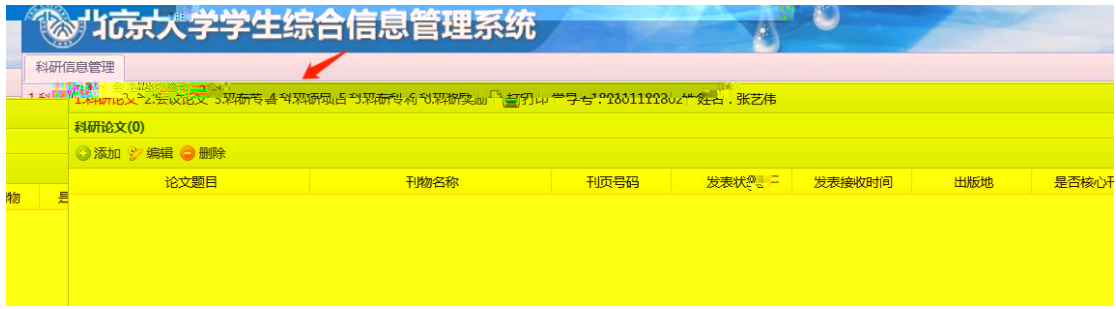 北京大学学生综合信息管理系统
科研信息管理
1.科研论文 2.会议论文 3.科研专著 4.科研项目 5.科研专利 6.科研奖励 打印 学号: 姓名:张艺伟
科研论文(0)
添加 编辑 删除
论文题目 刊物名称 刊页号码 发表状 发表接收时间 出版地 是否核心刊
物 是